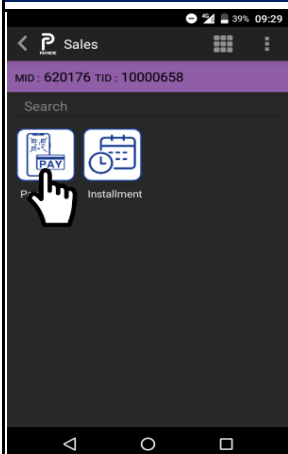 39% 09:29
Sales
MID : 620176 TID : 10000658
Search
PAY
Installment